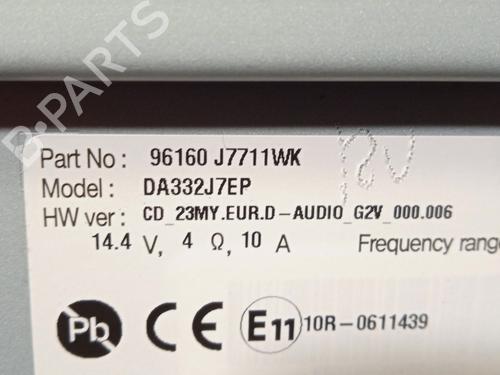 B-PARTS
Part No : 96160 J7711WK
Model : DA332J7EP
HW ver : CD_23MY.EUR.D-AUDIO_G2V_000.006
14.4 V, 4 Ω, 10 A Frequency range
Pb CE E11 10R-0611439